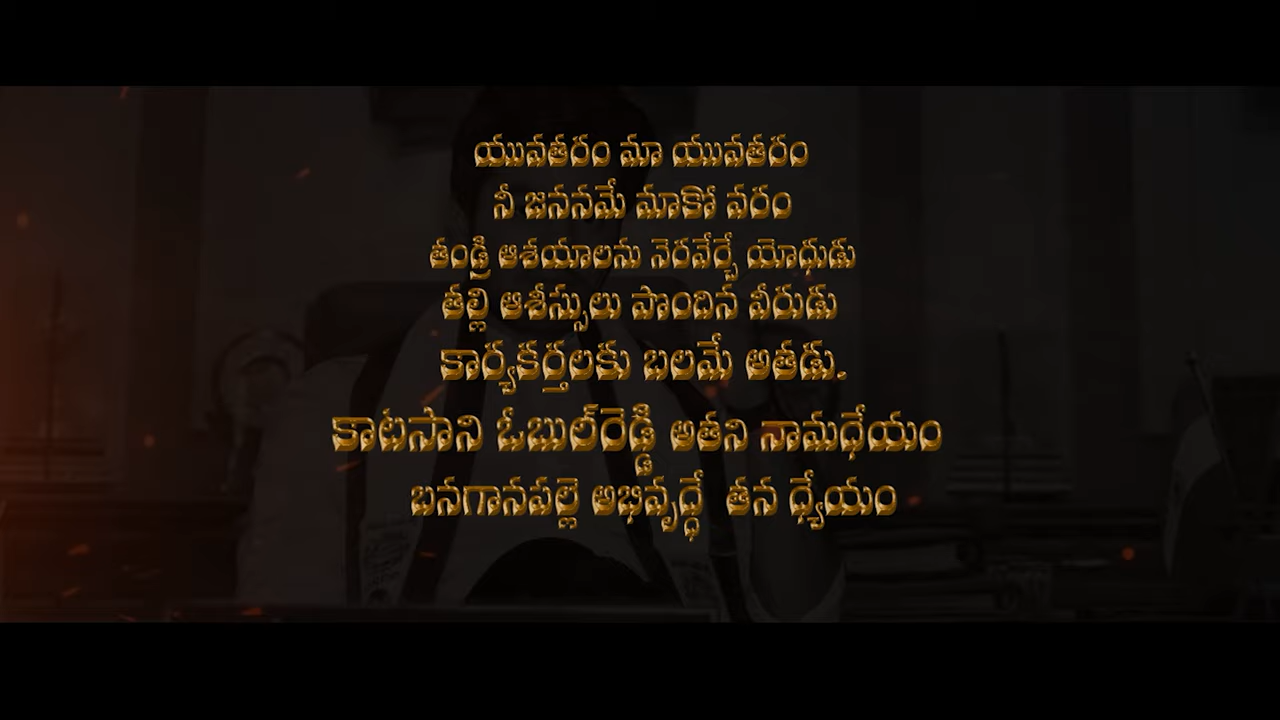 యువతరం మా యువతరం
నీ జననమే మాకో వరం
తండ్రి ఆశయాలను నెరవేర్చే యోధుడు
తల్లి ఆశీస్సులు పొందిన వీరుడు
కార్యకర్తలకు బలమే అతడు.
కాటసాని ఓబుల్‌రెడ్డి అతని నామధేయం
బనగానపల్లె అభివృద్ధే తన ధ్యేయం